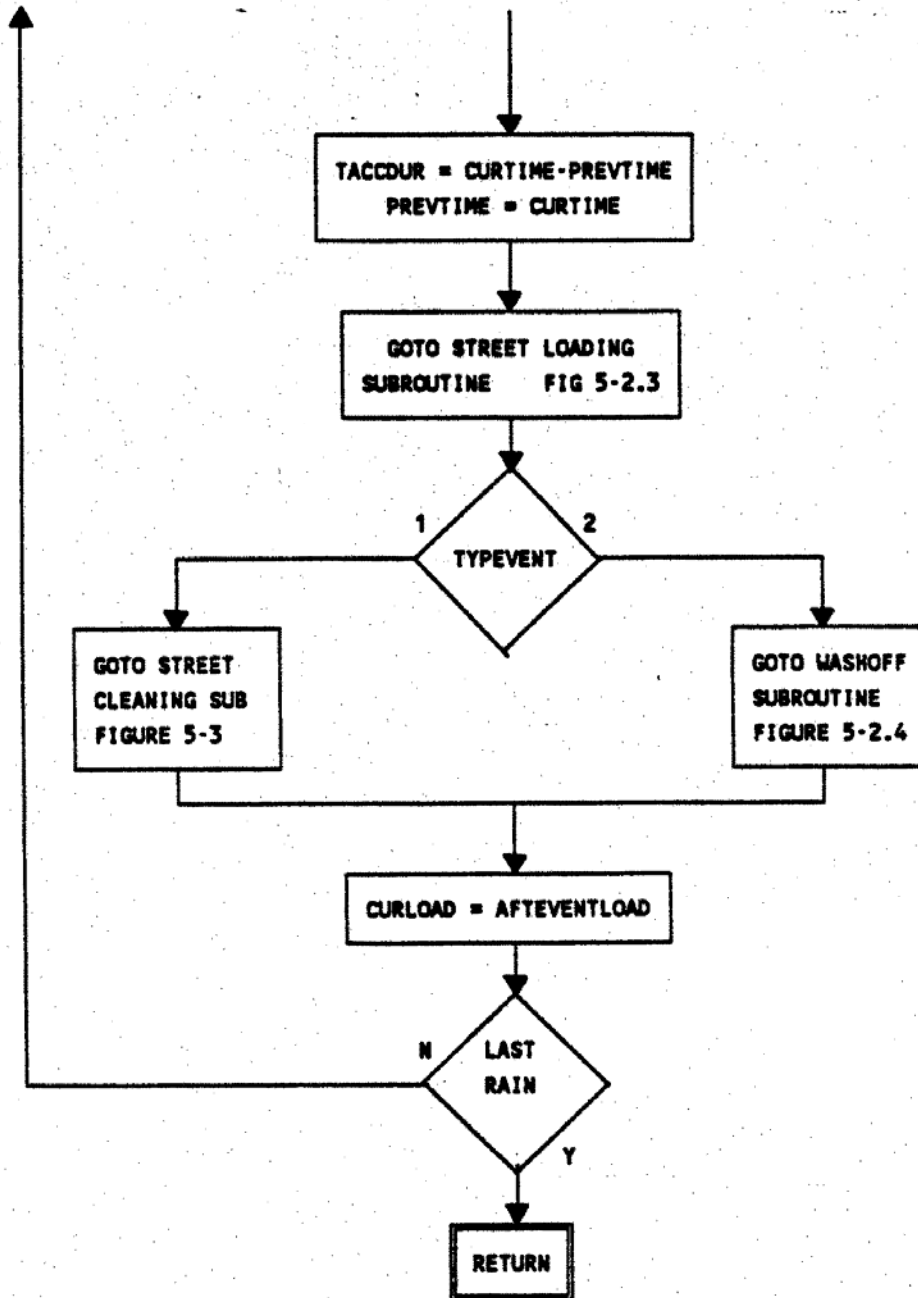 TACCDUR = CURTIME-PREVTIME
PREVTIME = CURTIME
GOTO STREET LOADING
SUBROUTINE FIG 5-2.3
1
2
TYPEVENT
GOTO STREET
CLEANING SUB
FIGURE 5-3
GOTO WASHOFF
SUBROUTINE
FIGURE 5-2.4
CURLOAD = AFTEVENTLOAD
N
LAST
RAIN
Y
RETURN